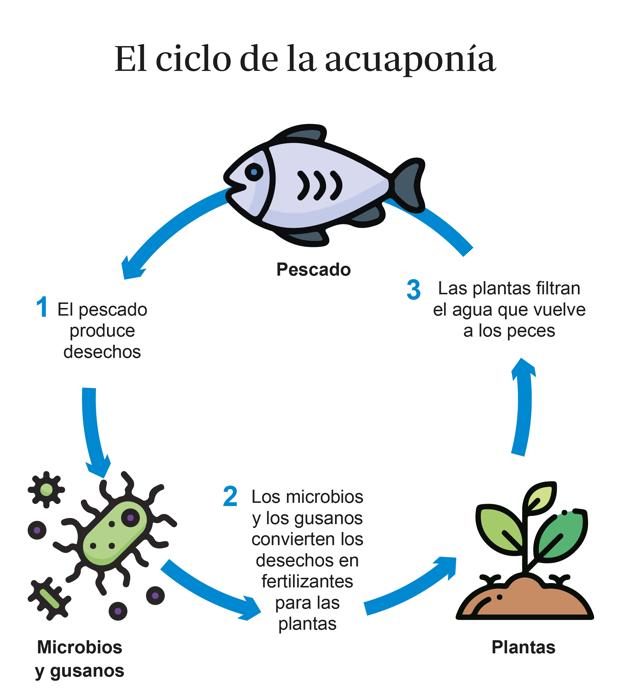 El ciclo de la acuaponía
Pescado
1 El pescado
produce
desechos
3 Las plantas filtran
el agua que vuelve
a los peces
2 Los microbios
y los gusanos
convierten los
desechos en
fertilizantes
para las
plantas
Microbios
y gusanos
Plantas